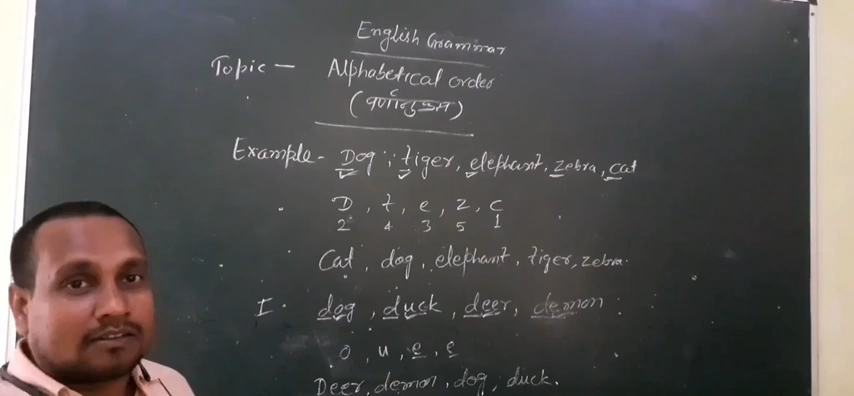 English Grammar
Topic — Alphabetical order
(वर्णानुक्रम)
Example - Dog, tiger, elephant, zebra, cat
D, t, e, z, c
2 4 3 5 1
Cat, dog, elephant, tiger, zebra.
I. dog, duck, deer, demon :
o, u, e, e
Deer, demon, dog, duck.